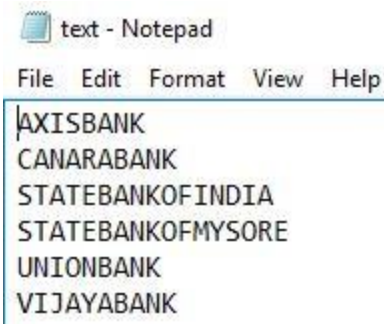 text - Notepad
File Edit Format View Help
AXISBANK
CANARABANK
STATEBANKOFINDIA
STATEBANKOFMYSORE
UNIONBANK
VIJAYABANK